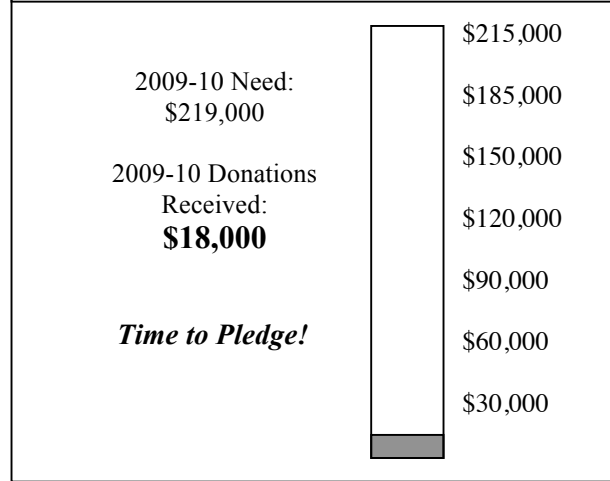 2009-10 Need:
$219,000
2009-10 Donations
Received:
$18,000
Time to Pledge!
$215,000
$185,000
$150,000
$120,000
$90,000
$60,000
$30,000